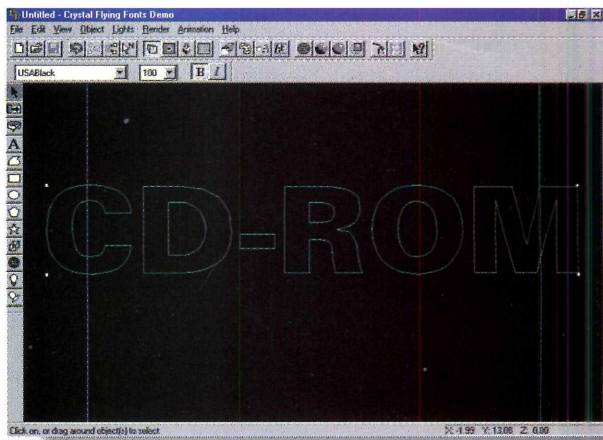 Untitled - Crystal Flying Fonts Demo
File Edit View Object Lights Render Animation Help
USABlack 100 B I
A
CD-ROM
Click on, or drag around object(s) to select X: -1.99 Y: 13.08 Z: 0.00